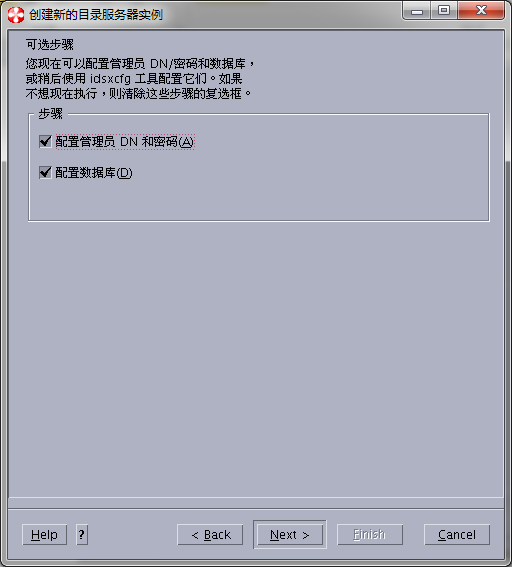 创建新的目录服务器实例
可选步骤
您现在可以配置管理员 DN/密码和数据库，
或稍后使用 idsxcfg 工具配置它们。如果
不想现在执行，则清除这些步骤的复选框。
步骤
配置管理员 DN 和密码(A)
配置数据库(D)
Help ? < Back Next > Finish Cancel